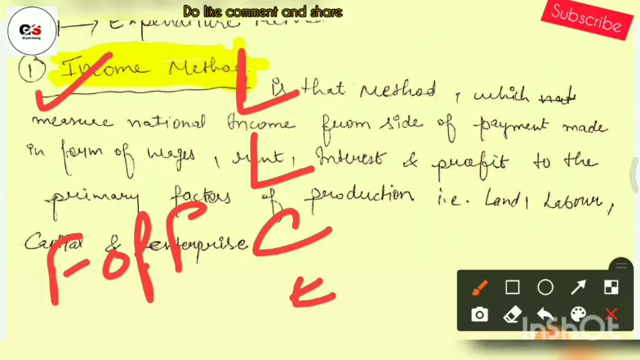 Do like comment and share
Subscribe
→ Expenditure Method
① Income Method L
is that Method, which
measure national Income from side of payment made
in form of wages, rent, Interest & profit to the
L
primary factors of production i.e. Land, Labour,
Capital & enterprise C
F of P
E
InShOt